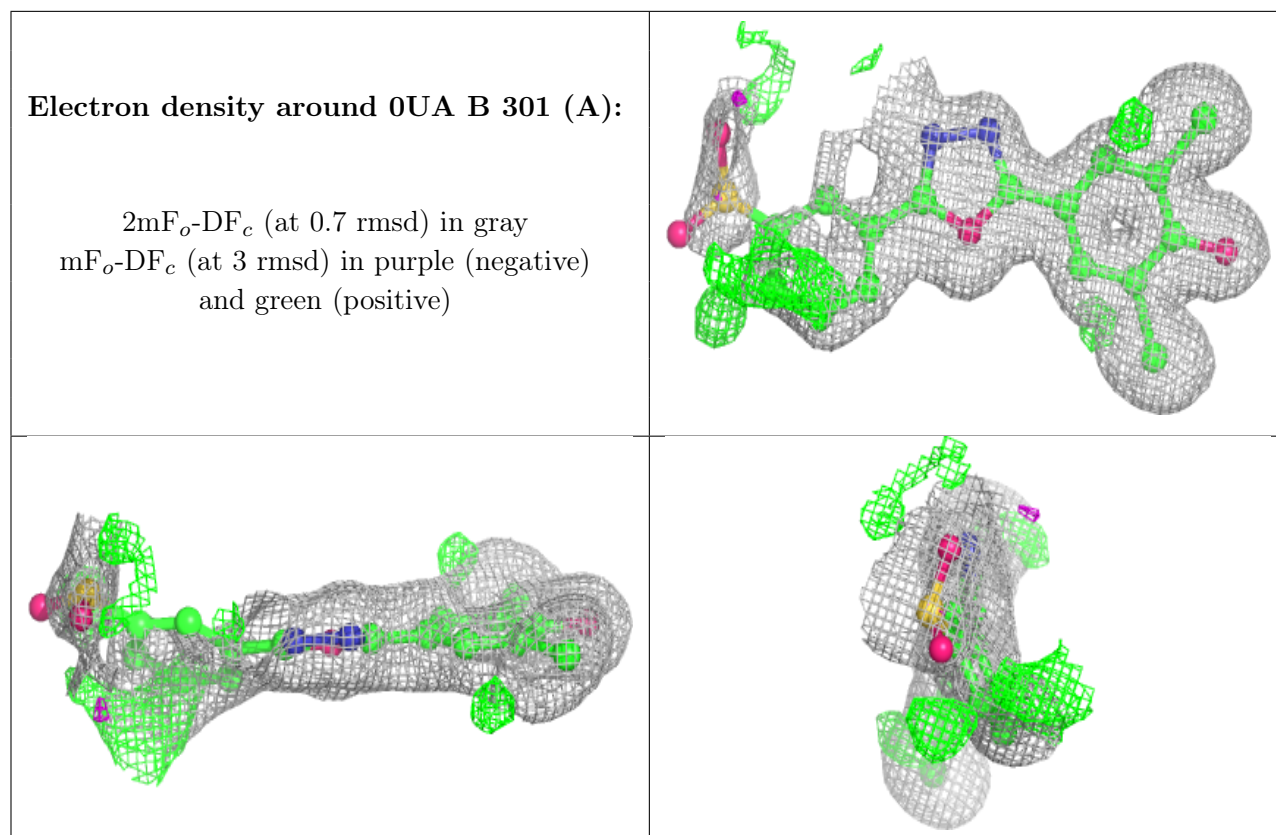 Electron density around 0UA B 301 (A):
2mFo-DFc (at 0.7 rmsd) in gray
mFo-DFc (at 3 rmsd) in purple (negative)
and green (positive)